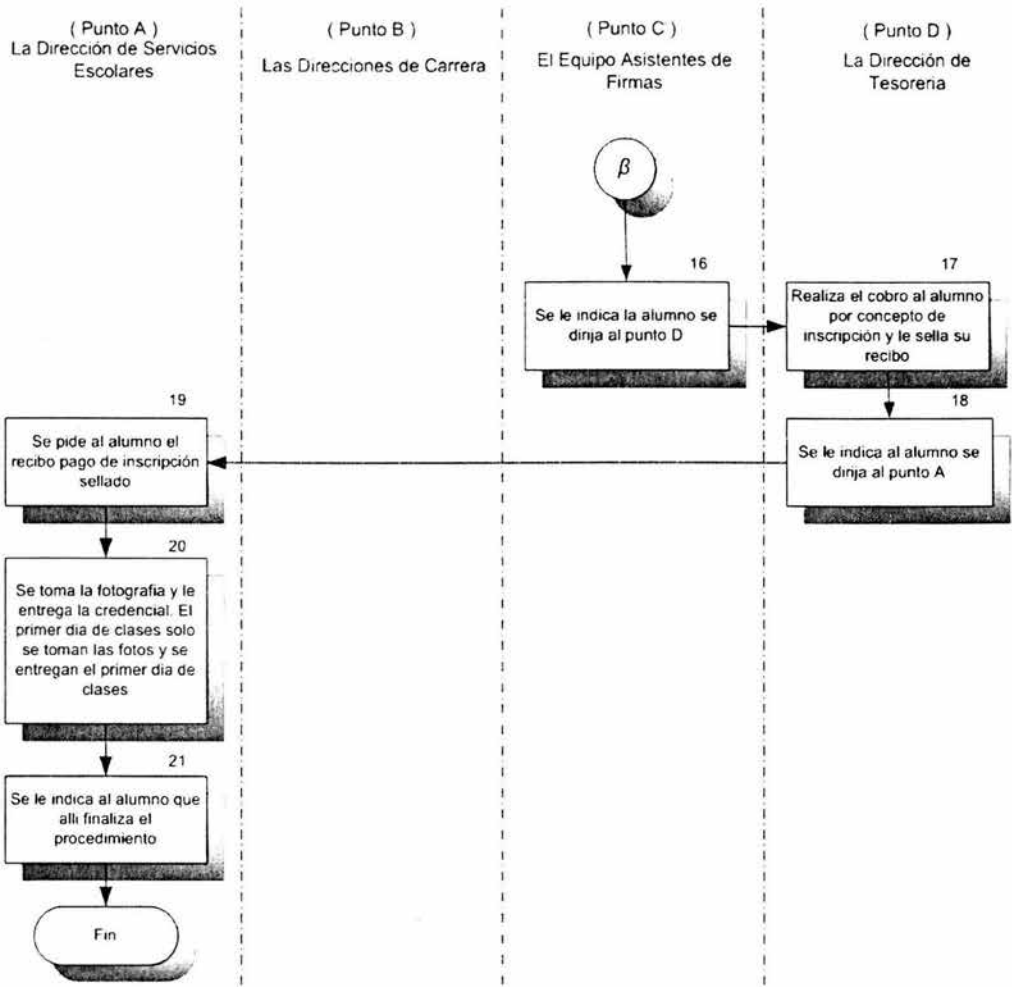 ( Punto A )
La Dirección de Servicios
Escolares
( Punto B )
Las Direcciones de Carrera
( Punto C )
El Equipo Asistentes de
Firmas
( Punto D )
La Dirección de
Tesoreria
β
16
Se le indica la alumno se
dirija al punto D
17
Realiza el cobro al alumno
por concepto de
inscripción y le sella su
recibo
18
Se le indica al alumno se
dirija al punto A
19
Se pide al alumno el
recibo pago de inscripción
sellado
20
Se toma la fotografia y le
entrega la credencial. El
primer dia de clases solo
se toman las fotos y se
entregan el primer dia de
clases
21
Se le indica al alumno que
alli finaliza el
procedimiento
Fin